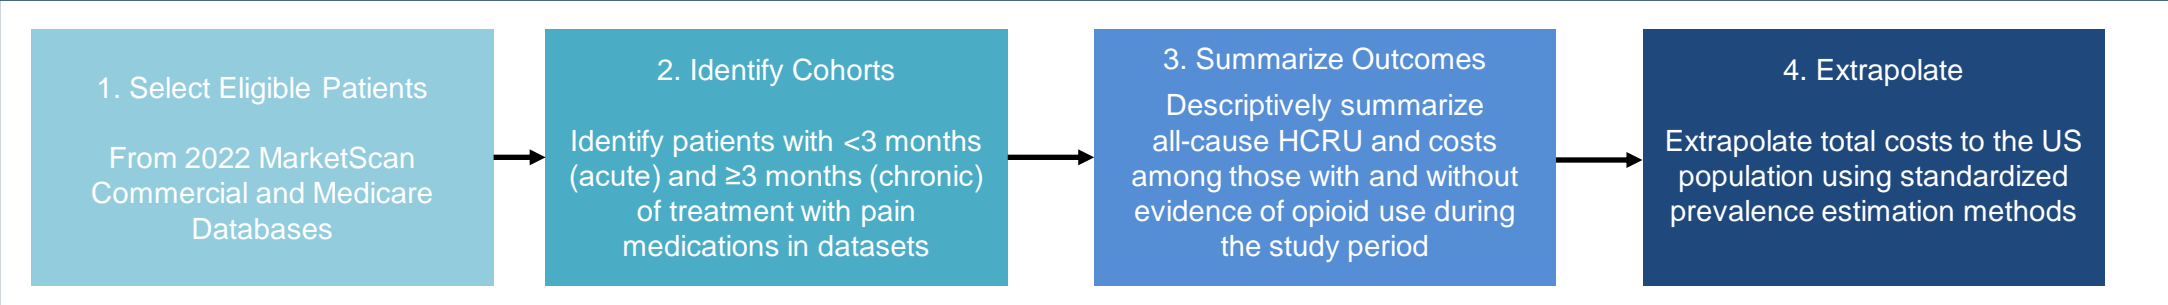 1. Select Eligible Patients
From 2022 MarketScan
Commercial and Medicare
Databases
2. Identify Cohorts
Identify patients with <3 months
(acute) and ≥3 months (chronic)
of treatment with pain
medications in datasets
3. Summarize Outcomes
Descriptively summarize
all-cause HCRU and costs
among those with and without
evidence of opioid use during
the study period
4. Extrapolate
Extrapolate total costs to the US
population using standardized
prevalence estimation methods